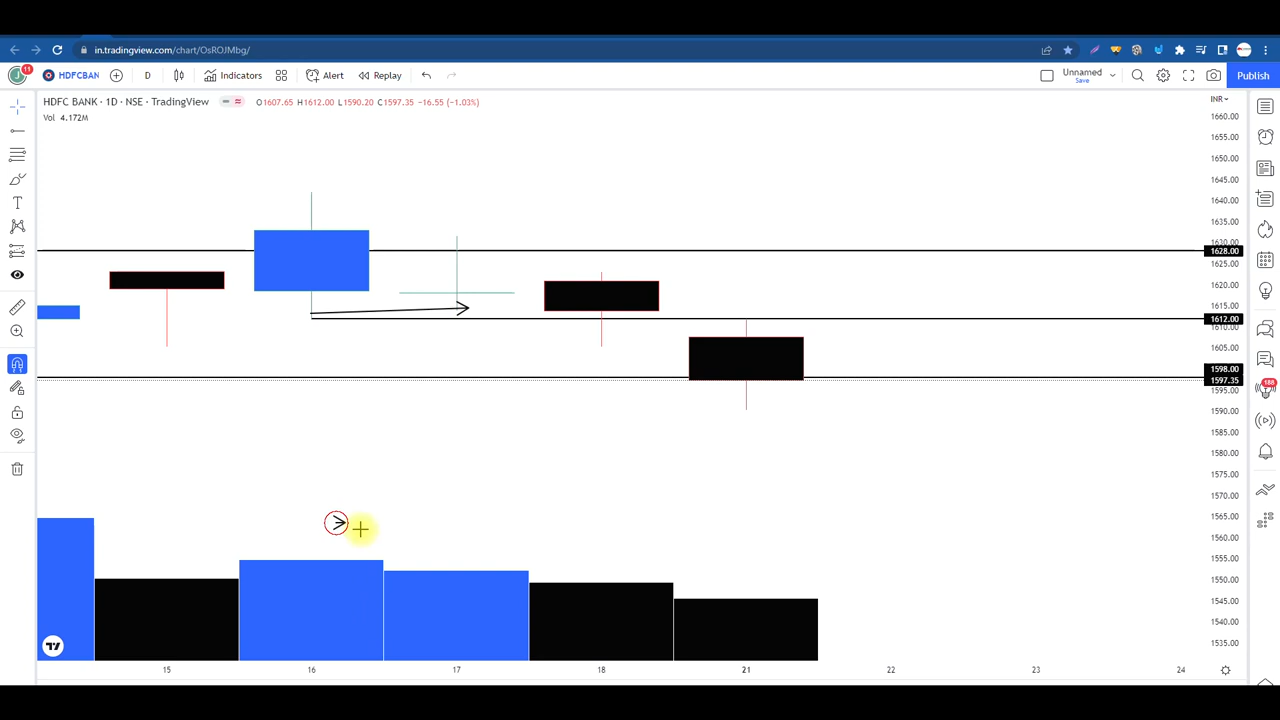 in.tradingview.com/chart/OsROJMbg/
11
HDFCBAN
D
Indicators
Alert
Replay
Unnamed
Save
Publish
HDFC BANK · 1D · NSE · TradingView
O1607.65 H1612.00 L1590.20 C1597.35 −16.55 (−1.03%)
Vol 4.172M
INR
1660.00
1655.00
1650.00
1645.00
1640.00
1635.00
1630.00
1628.00
1625.00
1620.00
1615.00
1612.00
1610.00
1605.00
1598.00
1597.35
1595.00
1590.00
1585.00
1580.00
1575.00
1570.00
1565.00
1560.00
1555.00
1550.00
1545.00
1540.00
1535.00
188
15 16 17 18 21 22 23 24